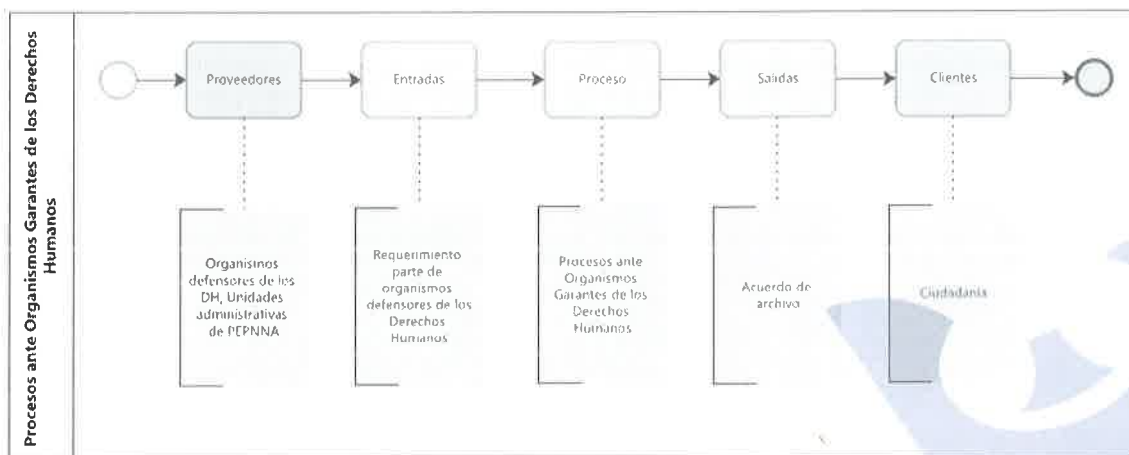 Procesos ante Organismos Garantes de los Derechos
Humanos
Proveedores
Entradas
Proceso
Salidas
Clientes
Organismos
defensores de los
DH, Unidades
administrativas
de PEPNNA
Requerimiento
parte de
organismos
defensores de los
Derechos
Humanos
Procesos ante
Organismos
Garantes de los
Derechos
Humanos
Acuerdo de
archivo
Ciudadanía